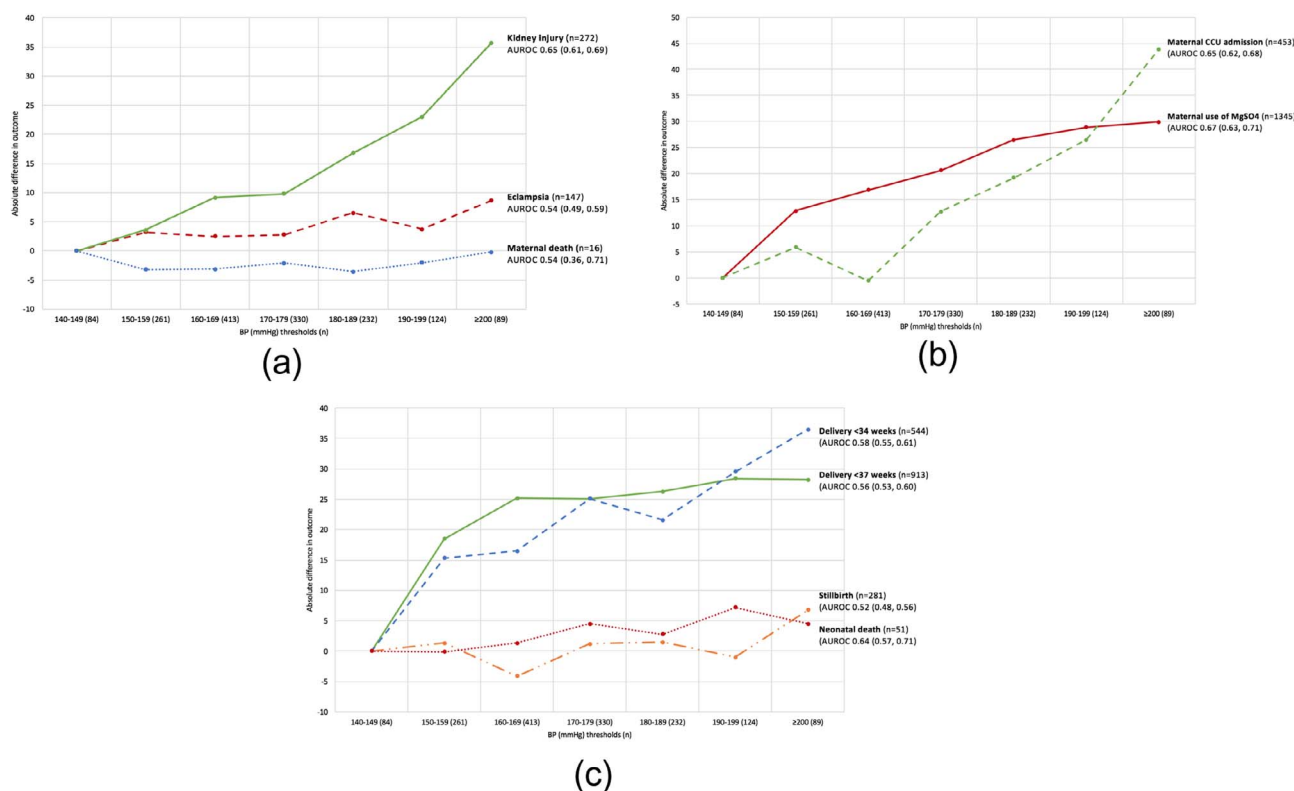 40
35
30
25
20
15
10
5
0
-5
-10
Absolute difference in outcome
Kidney Injury (n=272)
AUROC 0.65 (0.61, 0.69)
Eclampsia (n=147)
AUROC 0.54 (0.49, 0.59)
Maternal death (n=16)
AUROC 0.54 (0.36, 0.71)
140-149 (84) 150-159 (261) 160-169 (413) 170-179 (330) 180-189 (232) 190-199 (124) ≥200 (89)
BP (mmHg) thresholds (n)
(a)
50
45
40
35
30
25
20
15
10
5
0
5
Absolute difference in outcome
Maternal CCU admission (n=453)
(AUROC 0.65 (0.62, 0.68)
Maternal use of MgSO4 (n=1345)
(AUROC 0.67 (0.63, 0.71)
140-149 (84) 150-159 (261) 160-169 (413) 170-179 (330) 180-189 (232) 190-199 (124) ≥200 (89)
BP (mmHg) thresholds (n)
(b)
40
35
30
25
20
15
10
5
0
-5
-10
Absolute difference in outcome
Delivery <34 weeks (n=544)
(AUROC 0.58 (0.55, 0.61)
Delivery <37 weeks (n=913)
(AUROC 0.56 (0.53, 0.60)
Stillbirth (n=281)
(AUROC 0.52 (0.48, 0.56)
Neonatal death (n=51)
(AUROC 0.64 (0.57, 0.71)
140-149 (84) 150-159 (261) 160-169 (413) 170-179 (330) 180-189 (232) 190-199 (124) ≥200 (89)
BP (mmHg) thresholds (n)
(c)